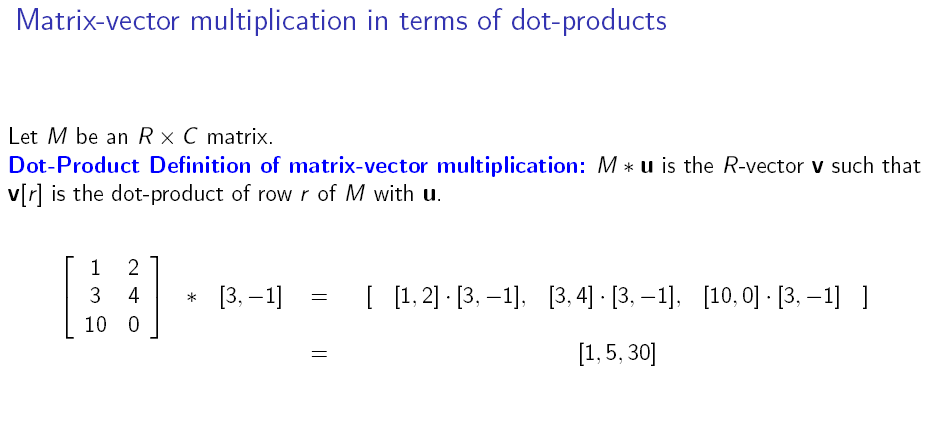 Matrix-vector multiplication in terms of dot-products
Let M be an R × C matrix.
Dot-Product Definition of matrix-vector multiplication: M ∗ u is the R-vector v such that
v[r] is the dot-product of row r of M with u.
[ 1 2
3 4
10 0 ] ∗ [3, −1] = [ [1, 2] · [3, −1], [3, 4] · [3, −1], [10, 0] · [3, −1] ]
= [1, 5, 30]